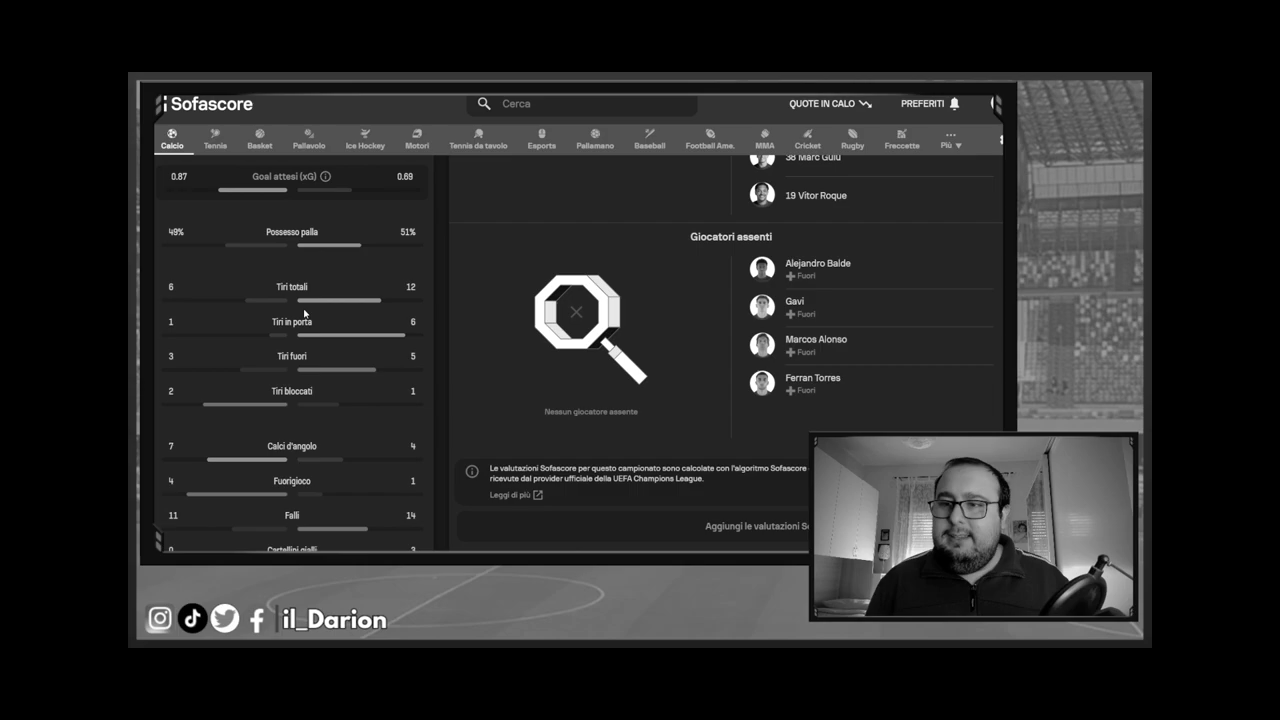 Sofascore
Cerca
QUOTE IN CALO
PREFERITI
Calcio
Tennis
Basket
Pallavolo
Ice Hockey
Motori
Tennis da tavolo
Esports
Pallamano
Baseball
Football Ame.
MMA
Cricket
Rugby
Freccette
Più
0.87 Goal attesi (xG) 0.69
49% Possesso palla 51%
6 Tiri totali 12
1 Tiri in porta 6
3 Tiri fuori 5
2 Tiri bloccati 1
7 Calci d'angolo 4
4 Fuorigioco 1
11 Falli 14
Cartellini gialli
38 Marc Guiu
19 Vitor Roque
Giocatori assenti
Nessun giocatore assente
Alejandro Balde
Fuori
Gavi
Fuori
Marcos Alonso
Fuori
Ferran Torres
Fuori
Le valutazioni Sofascore per questo campionato sono calcolate con l'algoritmo Sofascore
ricevute dal provider ufficiale della UEFA Champions League.
Leggi di più
Aggiungi le valutazioni So
il_Darion